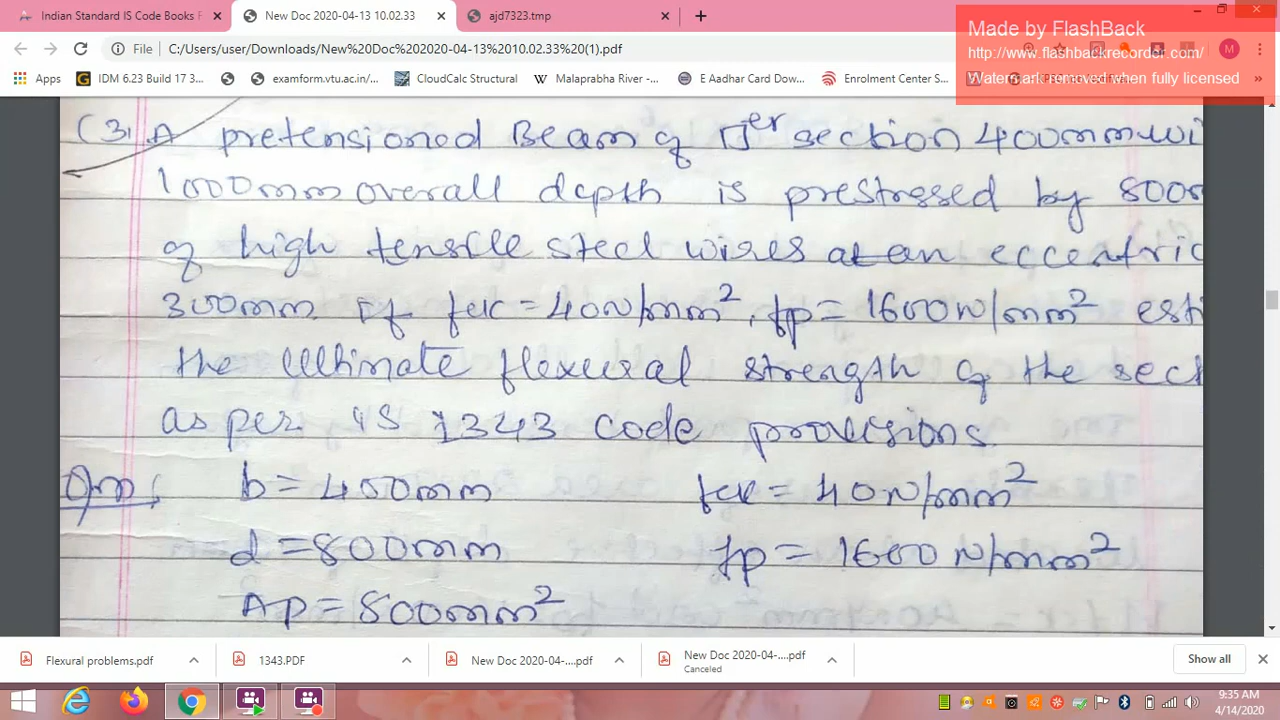 Indian Standard IS Code Books F
New Doc 2020-04-13 10.02.33
ajd7323.tmp
Made by FlashBack
http://www.flashbackrecorder.com/
Watermark removed when fully licensed
File
C:/Users/user/Downloads/New%20Doc%202020-04-13%2010.02.33%20(1).pdf
M
Apps
IDM 6.23 Build 17 3...
examform.vtu.ac.in/...
CloudCalc Structural
Malaprabha River -...
E Aadhar Card Dow...
Enrolment Center S...
(3) A pretensioned Beam of er section 400mm wi
1000mm overall depth is prestressed by 800m
of high tensile steel wires at an eccentric
300mm. If fck = 40N/mm², fp = 1600N/mm² esti
the Ultimate flexural strength of the sect
as per IS 1343 code provisions.
b = 400mm fck = 40N/mm²
d = 800mm fp = 1600 N/mm²
Ap = 800mm²
Flexural problems.pdf
1343.PDF
New Doc 2020-04-....pdf
New Doc 2020-04-....pdf
Canceled
Show all
9:35 AM
4/14/2020